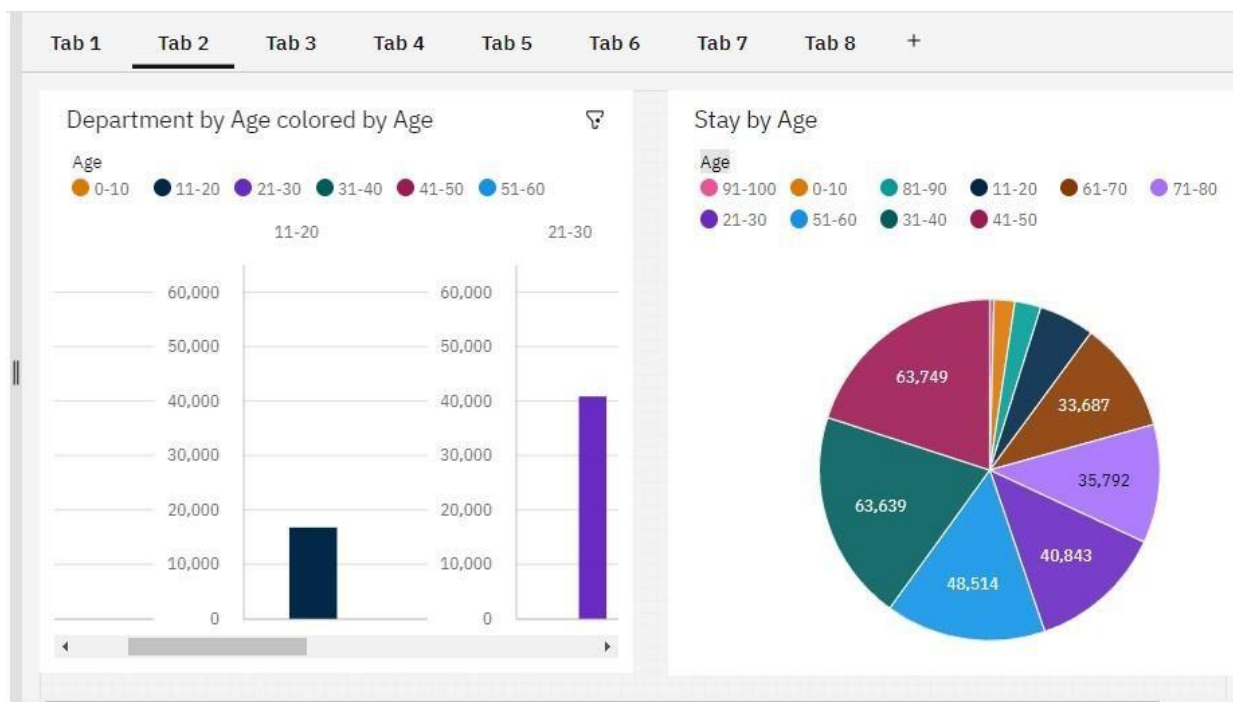 Tab 1 Tab 2 Tab 3 Tab 4 Tab 5 Tab 6 Tab 7 Tab 8 +
Department by Age colored by Age
Age
0-10 11-20 21-30 31-40 41-50 51-60
11-20 21-30
60,000 60,000
50,000 50,000
40,000 40,000
30,000 30,000
20,000 20,000
10,000 10,000
0 0
Stay by Age
Age
91-100 0-10 81-90 11-20 61-70 71-80
21-30 51-60 31-40 41-50
63,749
33,687
35,792
63,639
40,843
48,514